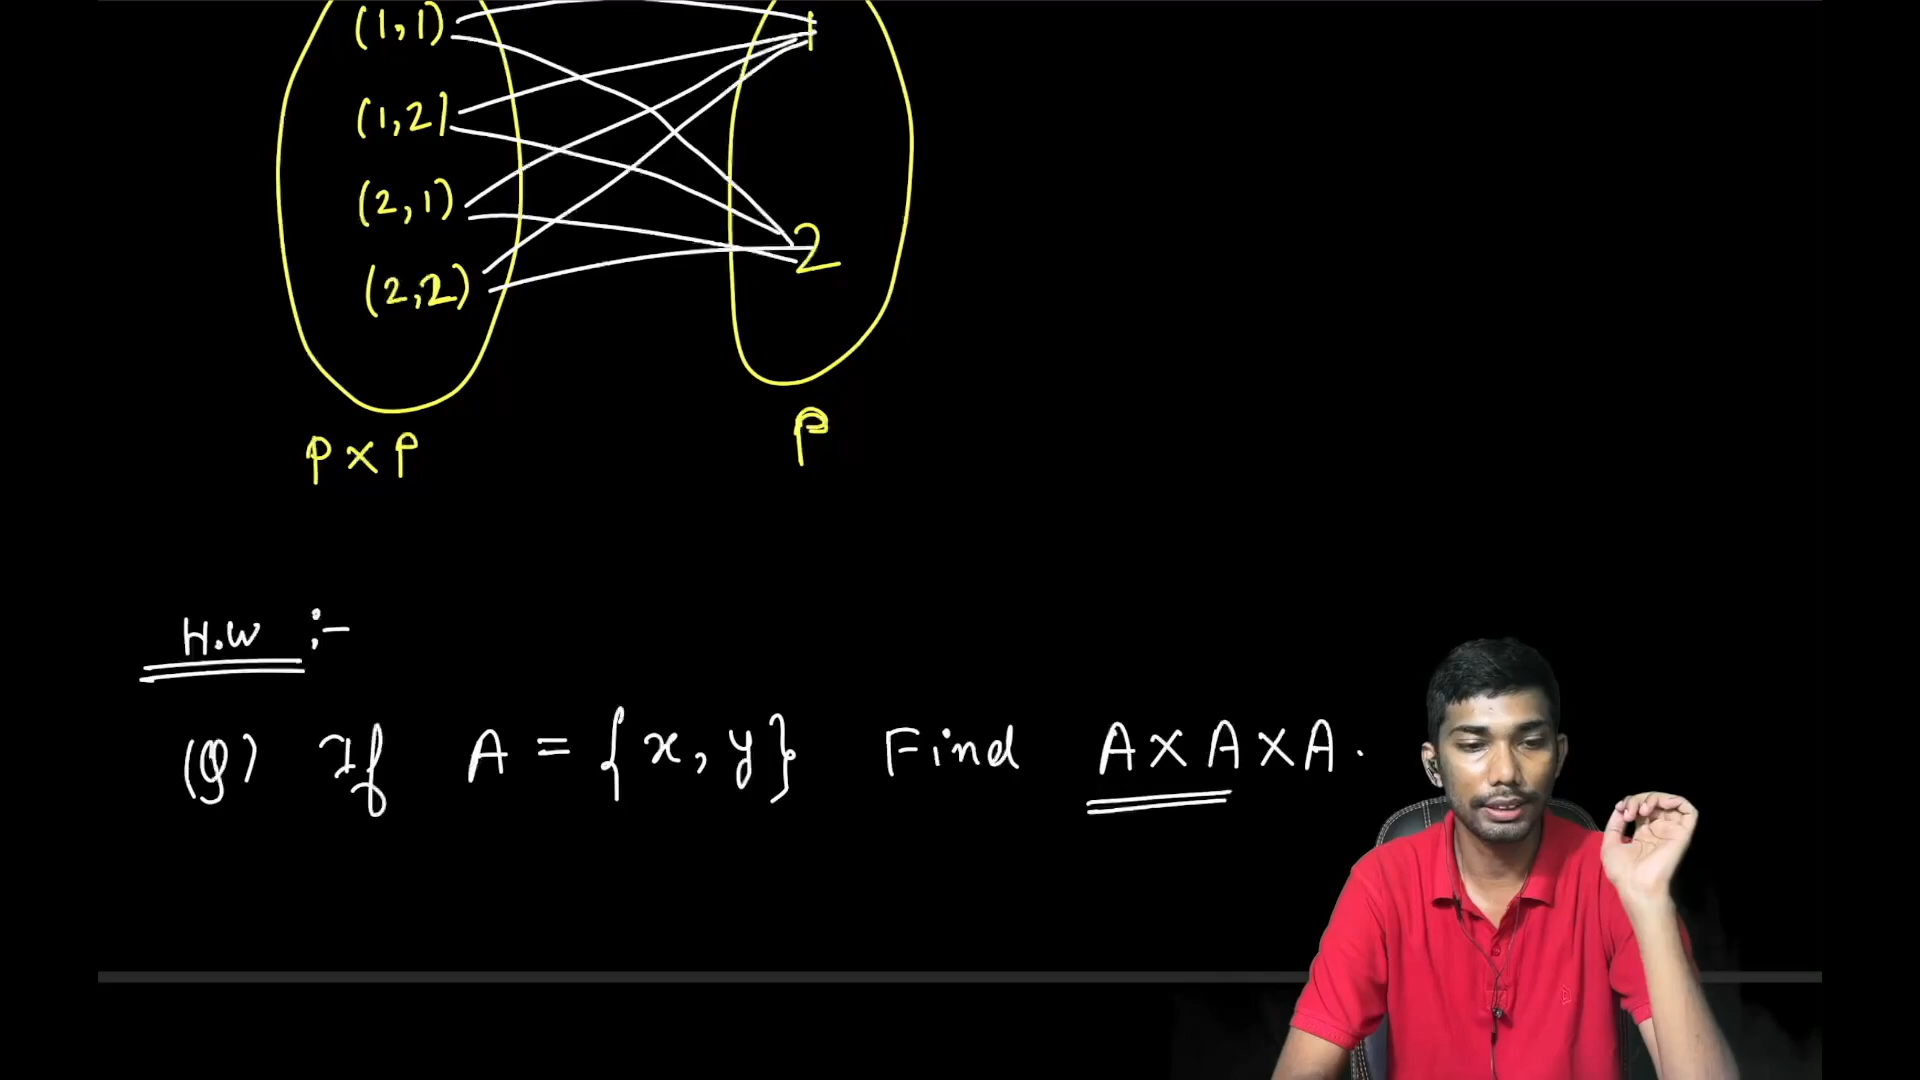 (1,1) 1
(1,2)
(2,1)
2
(2,2)
P
P × P
H.W :-
(Q) If A = {x, y} Find A×A×A.